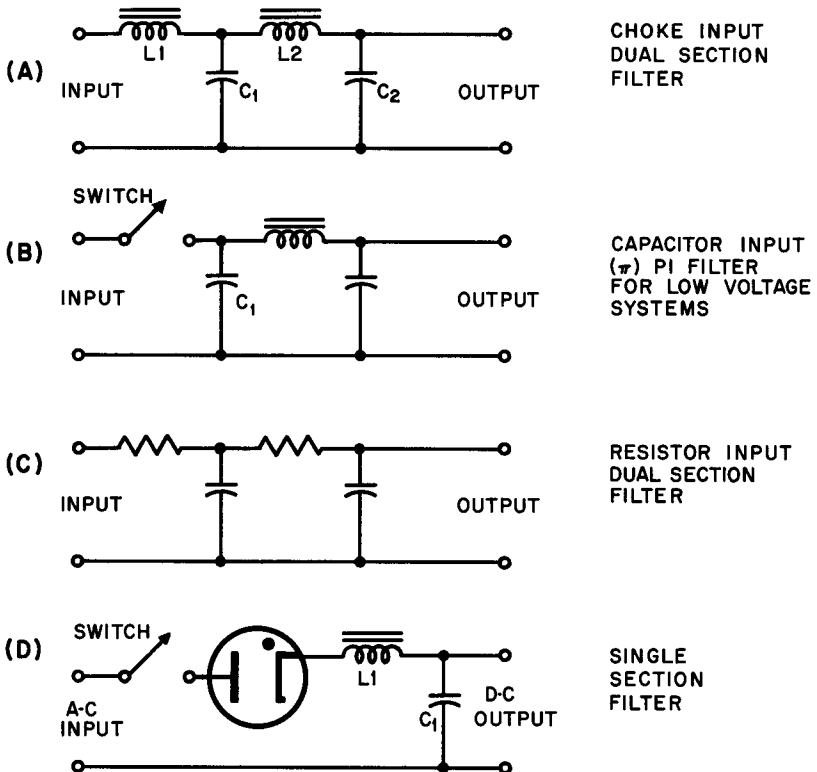 L1
L2
CHOKE INPUT
DUAL SECTION
FILTER
(A)
INPUT
C1
C2
OUTPUT
SWITCH
(B)
CAPACITOR INPUT
(π) PI FILTER
FOR LOW VOLTAGE
SYSTEMS
INPUT
C1
OUTPUT
(C)
RESISTOR INPUT
DUAL SECTION
FILTER
INPUT
OUTPUT
SWITCH
(D)
L1
SINGLE
SECTION
FILTER
A-C
INPUT
C1
D-C
OUTPUT